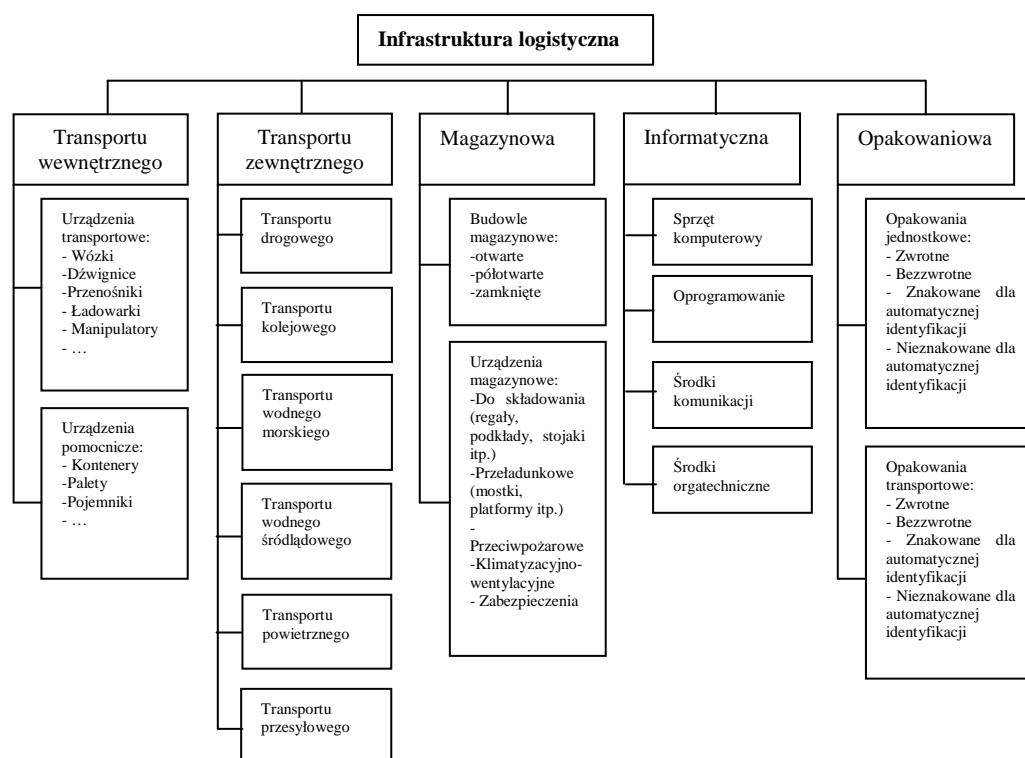 Infrastruktura logistyczna
Transportu
wewnętrznego
Urządzenia
transportowe:
- Wózki
-Dźwignice
-Przenośniki
- Ładowarki
- Manipulatory
- …
Urządzenia
pomocnicze:
- Kontenery
-Palety
-Pojemniki
- …
Transportu
zewnętrznego
Transportu
drogowego
Transportu
kolejowego
Transportu
wodnego
morskiego
Transportu
wodnego
śródlądowego
Transportu
powietrznego
Transportu
przesyłowego
Magazynowa
Budowle
magazynowe:
-otwarte
-półotwarte
-zamknięte
Urządzenia
magazynowe:
-Do składowania
(regały,
podkłady, stojaki
itp.)
-Przeładunkowe
(mostki,
platformy itp.)
-
Przeciwpożarowe
-Klimatyzacyjno-
wentylacyjne
- Zabezpieczenia
Informatyczna
Sprzęt
komputerowy
Oprogramowanie
Środki
komunikacji
Środki
orgatechniczne
Opakowaniowa
Opakowania
jednostkowe:
- Zwrotne
- Bezzwrotne
- Znakowane dla
automatycznej
identyfikacji
- Nieznakowane dla
automatycznej
identyfikacji
Opakowania
transportowe:
- Zwrotne
- Bezzwrotne
- Znakowane dla
automatycznej
identyfikacji
- Nieznakowane dla
automatycznej
identyfikacji